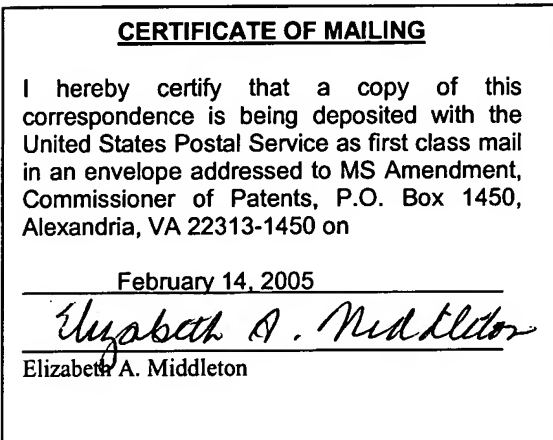 CERTIFICATE OF MAILING
I hereby certify that a copy of this
correspondence is being deposited with the
United States Postal Service as first class mail
in an envelope addressed to MS Amendment,
Commissioner of Patents, P.O. Box 1450,
Alexandria, VA 22313-1450 on
February 14, 2005
Elizabeth A. Middleton
Elizabeth A. Middleton